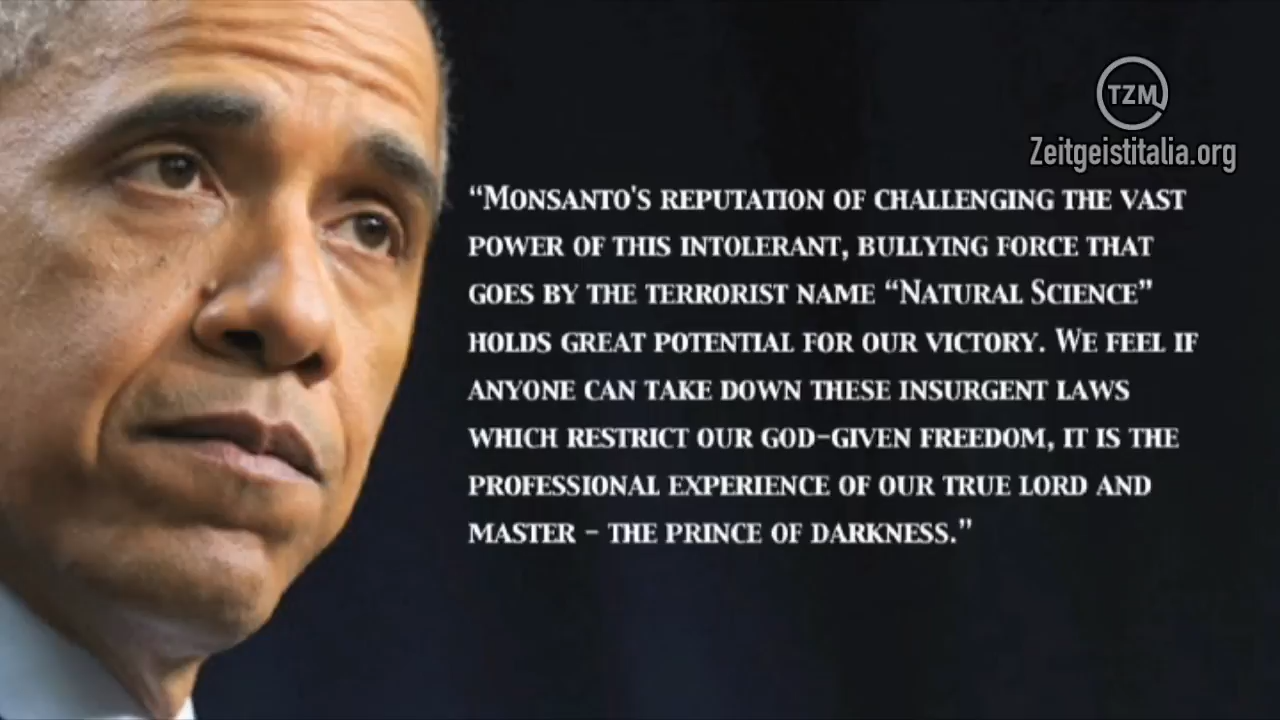 TZM
Zeitgeistitalia.org
“Monsanto's reputation of challenging the vast
power of this intolerant, bullying force that
goes by the terrorist name “Natural Science”
holds great potential for our victory. We feel if
anyone can take down these insurgent laws
which restrict our god-given freedom, it is the
professional experience of our true lord and
master – the prince of darkness.”